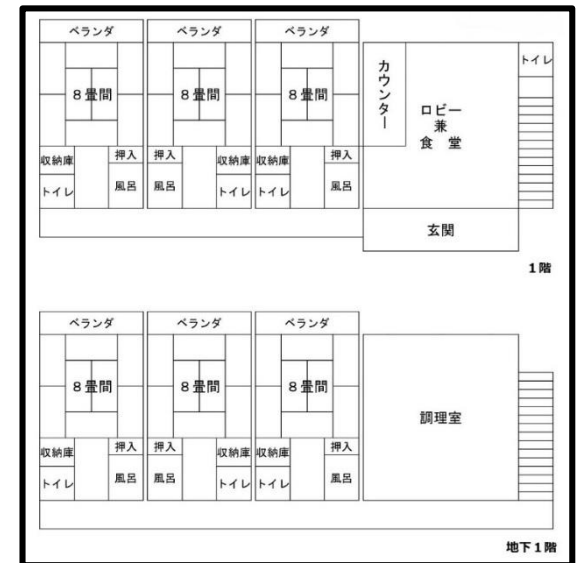 ベランダ ベランダ ベランダ
８畳間 ８畳間 ８畳間
カウンター
ロビー
兼
食堂
トイレ
収納庫 押入 押入 収納庫 収納庫 押入
トイレ 風呂 風呂 トイレ トイレ 風呂
玄関
１階
ベランダ ベランダ ベランダ
８畳間 ８畳間 ８畳間
調理室
収納庫 押入 押入 収納庫 収納庫 押入
トイレ 風呂 風呂 トイレ トイレ 風呂
地下１階